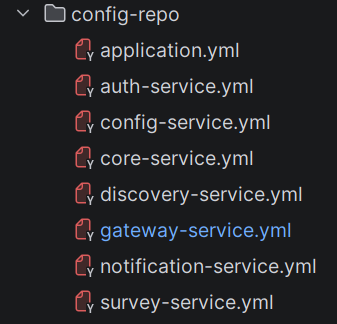 config-repo
application.yml
auth-service.yml
config-service.yml
core-service.yml
discovery-service.yml
gateway-service.yml
notification-service.yml
survey-service.yml